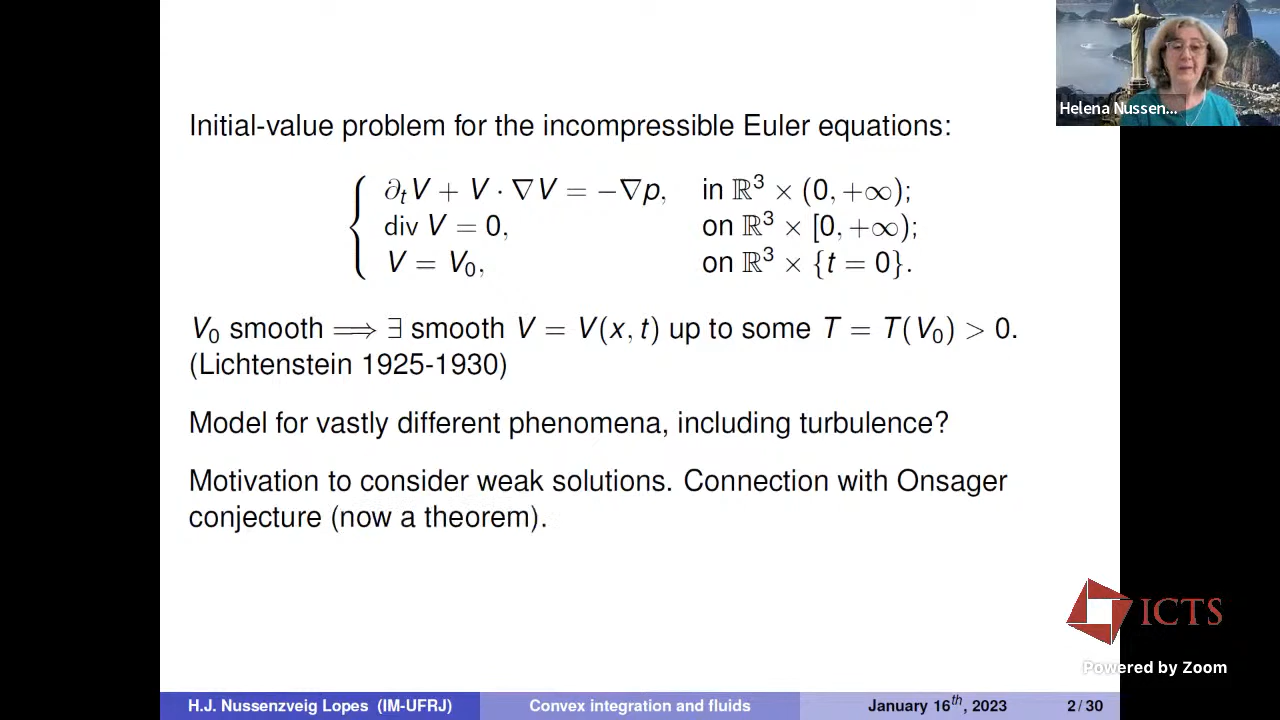 Helena Nussen...
Initial-value problem for the incompressible Euler equations:
∂ₜV + V · ∇V = −∇p, in ℝ³ × (0, +∞);
div V = 0, on ℝ³ × [0, +∞);
V = V₀, on ℝ³ × {t = 0}.
V₀ smooth ⟹ ∃ smooth V = V(x, t) up to some T = T(V₀) > 0.
(Lichtenstein 1925-1930)
Model for vastly different phenomena, including turbulence?
Motivation to consider weak solutions. Connection with Onsager
conjecture (now a theorem).
ICTS
Powered by Zoom
H.J. Nussenzveig Lopes (IM-UFRJ) Convex integration and fluids January 16th, 2023 2 / 30